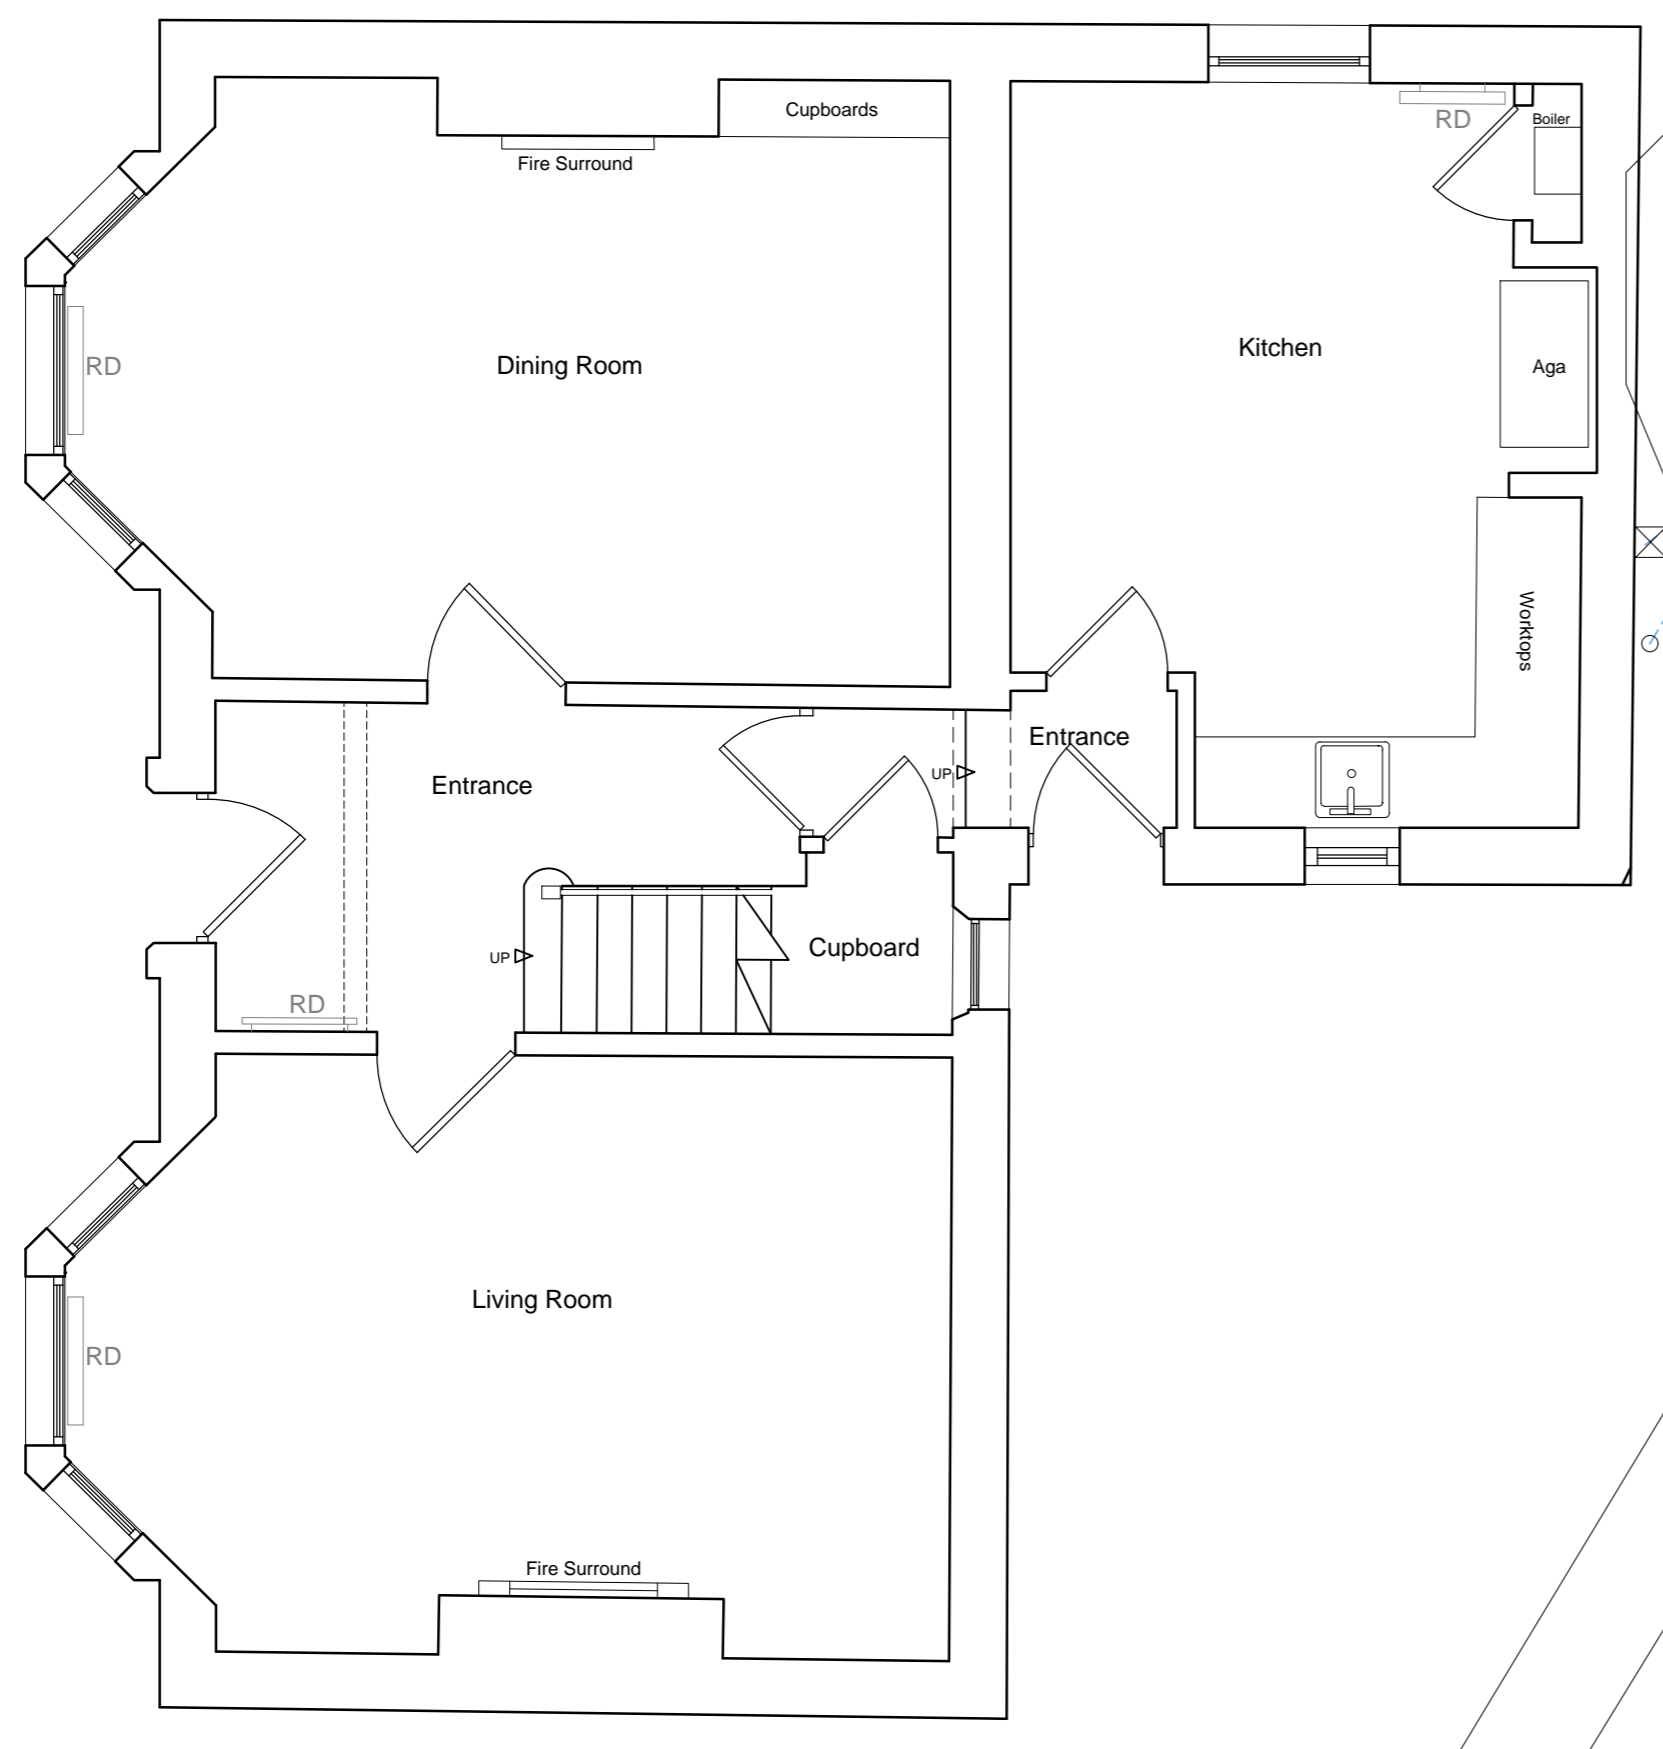 Cupboards
Fire Surround
RD
Boiler
RD
Dining Room
Kitchen
Aga
Worktops
Entrance
Entrance
UP
UP
Cupboard
RD
Living Room
RD
Fire Surround